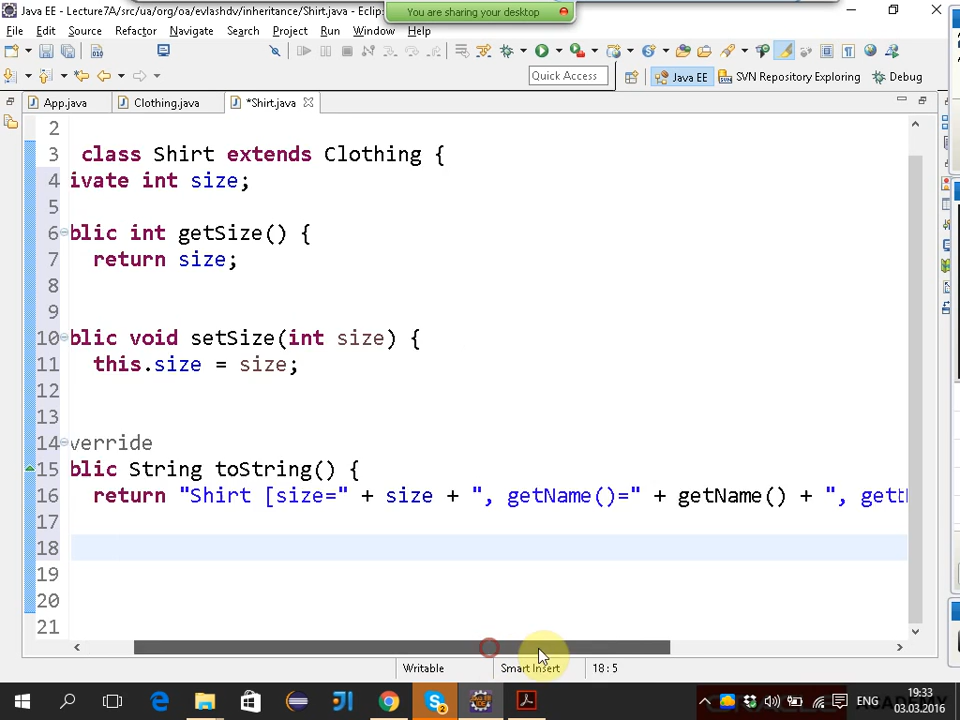 Java EE - Lecture7A/src/ua/org/oa/evlashdv/inheritance/Shirt.java - Eclip
You are sharing your desktop
File Edit Source Refactor Navigate Search Project Run Window Help
Quick Access
Java EE
SVN Repository Exploring
Debug
App.java
Clothing.java
*Shirt.java
2
3 class Shirt extends Clothing {
4 ivate int size;
5
6 blic int getSize() {
7 return size;
8
9
10 blic void setSize(int size) {
11 this.size = size;
12
13
14 verride
15 blic String toString() {
16 return "Shirt [size=" + size + ", getName()=" + getName() + ",
17
18
19
20
21
Writable
Smart Insert
18 : 5
ENG
19:33
03.03.2016